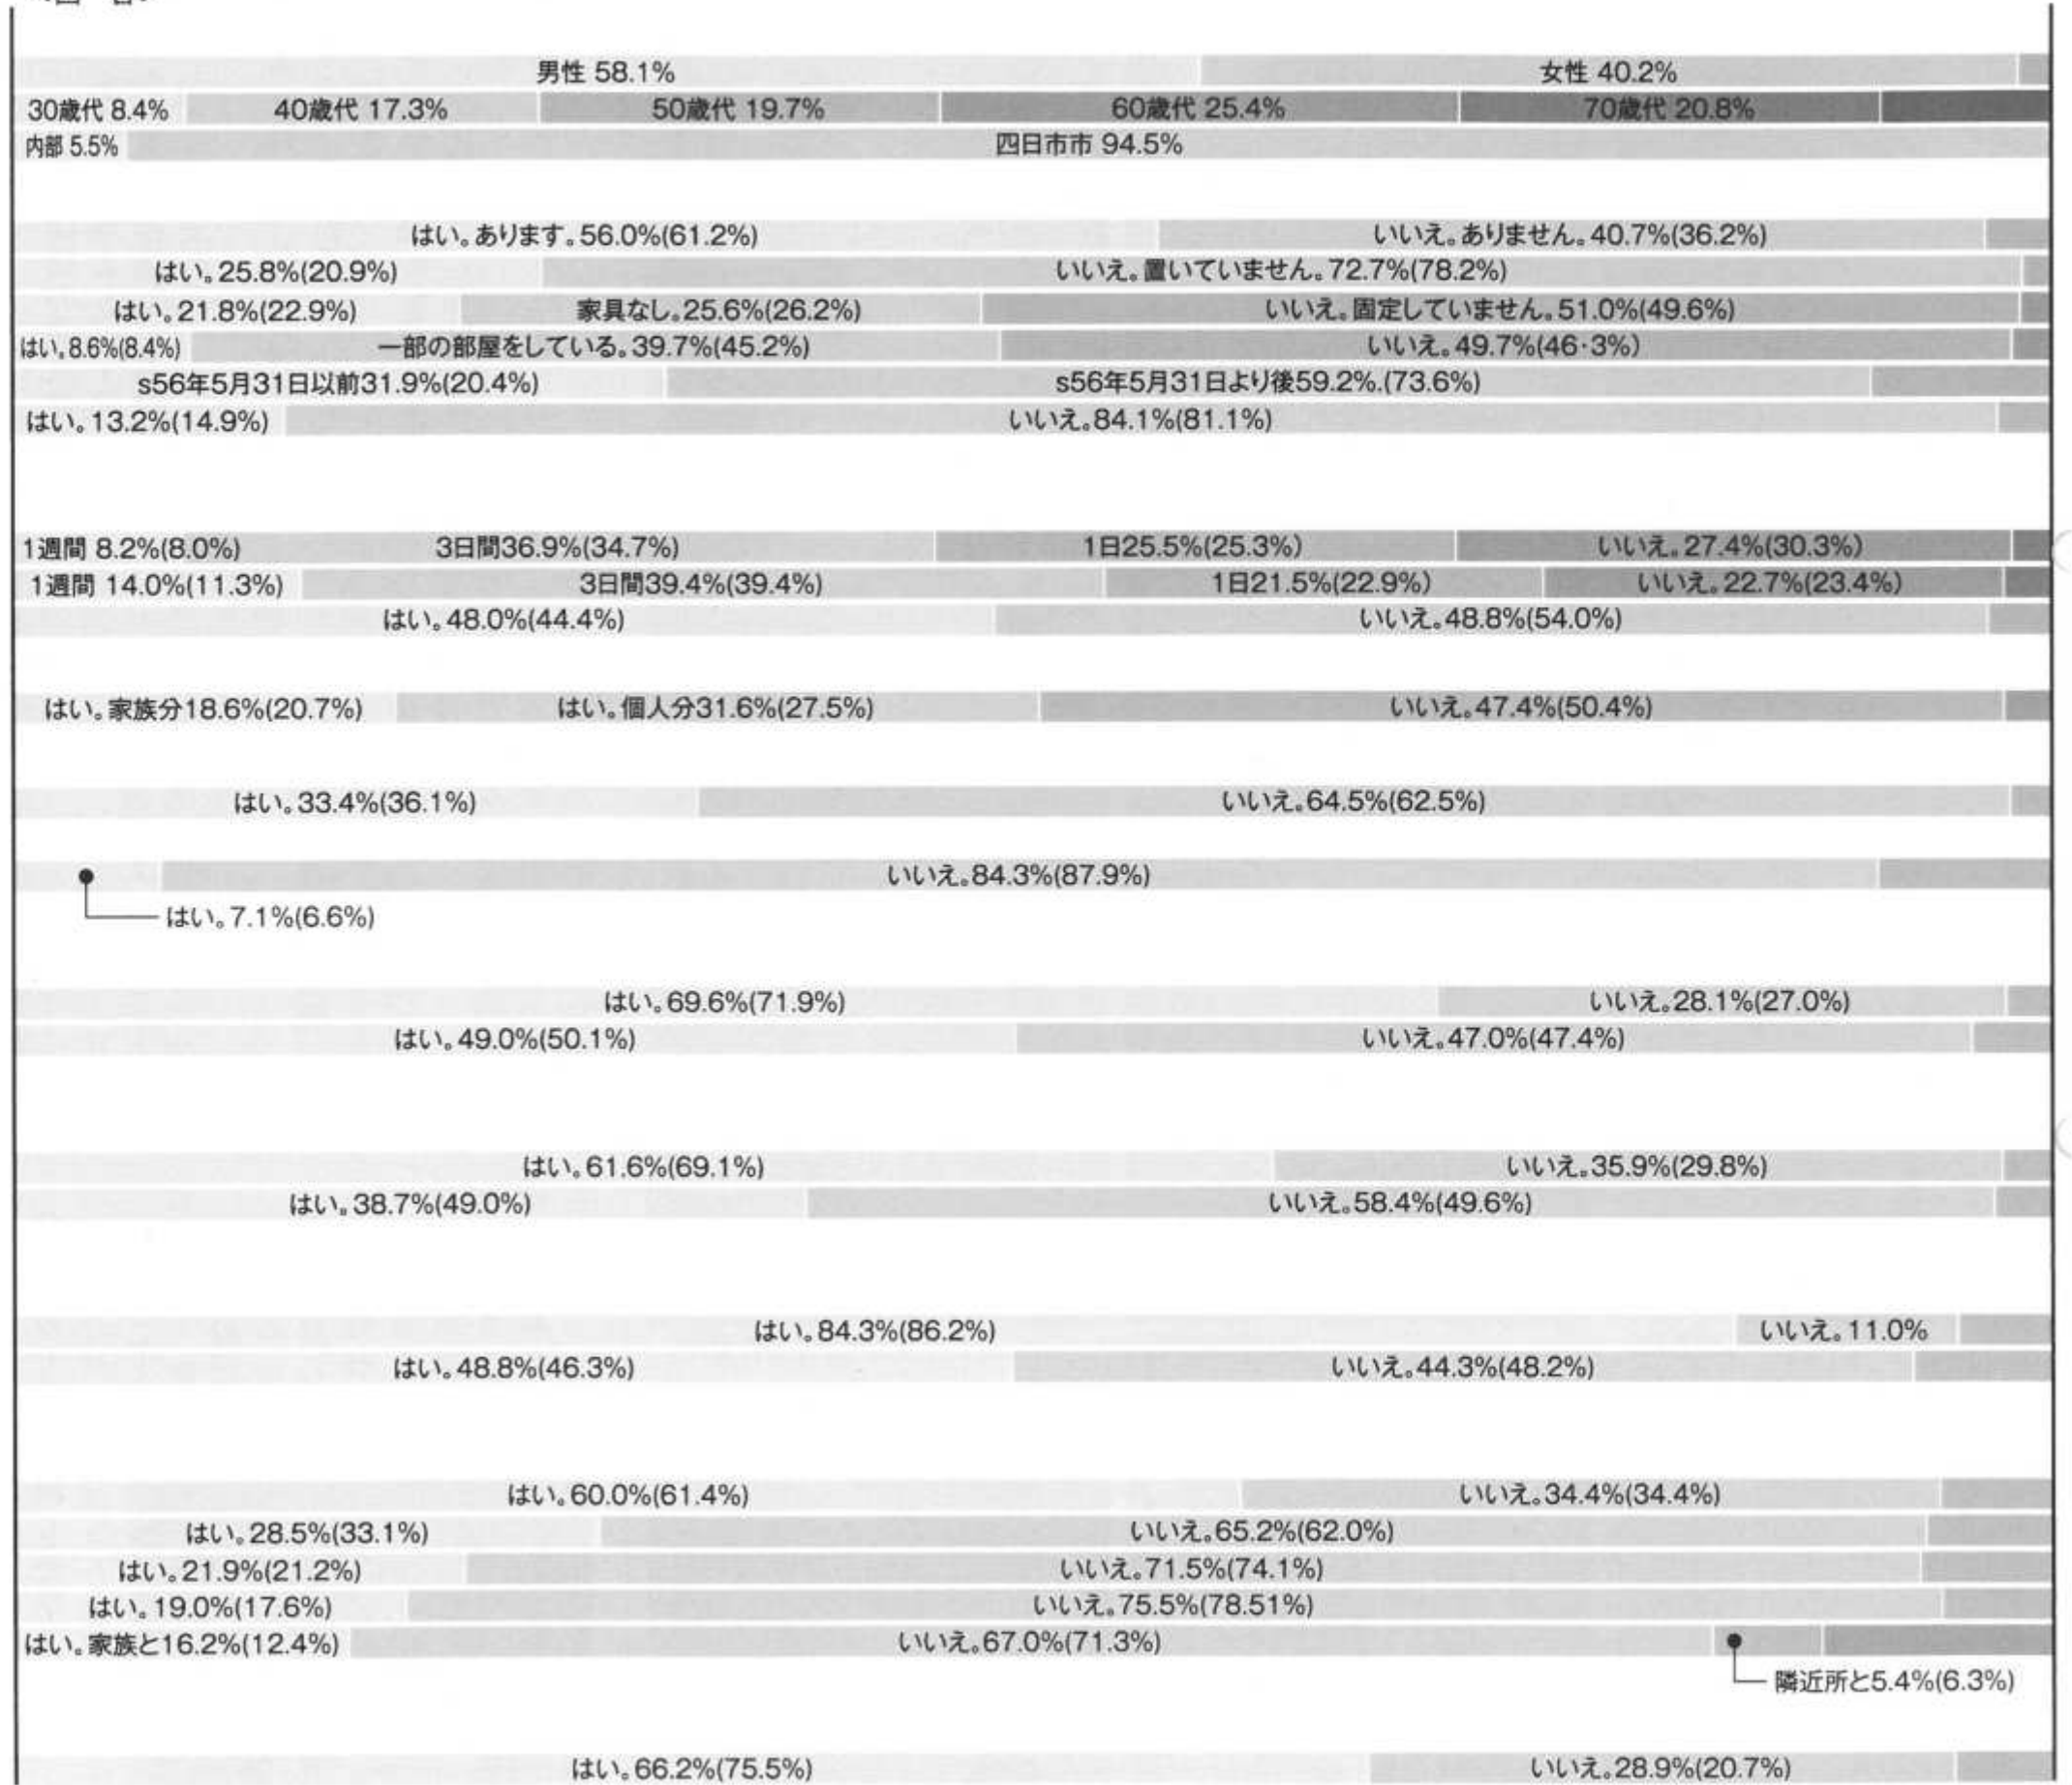 男性 58.1% 女性 40.2%
30歳代 8.4% 40歳代 17.3% 50歳代 19.7% 60歳代 25.4% 70歳代 20.8%
内部 5.5% 四日市市 94.5%
はい。あります。56.0%(61.2%) いいえ。ありません。40.7%(36.2%)
はい。25.8%(20.9%) いいえ。置いていません。72.7%(78.2%)
はい。21.8%(22.9%) 家具なし。25.6%(26.2%) いいえ。固定していません。51.0%(49.6%)
はい。8.6%(8.4%) 一部の部屋をしている。39.7%(45.2%) いいえ。49.7%(46·3%)
s56年5月31日以前31.9%(20.4%) s56年5月31日より後59.2%.(73.6%)
はい。13.2%(14.9%) いいえ。84.1%(81.1%)
1週間 8.2%(8.0%) 3日間36.9%(34.7%) 1日25.5%(25.3%) いいえ。27.4%(30.3%)
1週間 14.0%(11.3%) 3日間39.4%(39.4%) 1日21.5%(22.9%) いいえ。22.7%(23.4%)
はい。48.0%(44.4%) いいえ。48.8%(54.0%)
はい。家族分18.6%(20.7%) はい。個人分31.6%(27.5%) いいえ。47.4%(50.4%)
はい。33.4%(36.1%) いいえ。64.5%(62.5%)
いいえ。84.3%(87.9%)
はい。7.1%(6.6%)
はい。69.6%(71.9%) いいえ。28.1%(27.0%)
はい。49.0%(50.1%) いいえ。47.0%(47.4%)
はい。61.6%(69.1%) いいえ。35.9%(29.8%)
はい。38.7%(49.0%) いいえ。58.4%(49.6%)
はい。84.3%(86.2%) いいえ。11.0%
はい。48.8%(46.3%) いいえ。44.3%(48.2%)
はい。60.0%(61.4%) いいえ。34.4%(34.4%)
はい。28.5%(33.1%) いいえ。65.2%(62.0%)
はい。21.9%(21.2%) いいえ。71.5%(74.1%)
はい。19.0%(17.6%) いいえ。75.5%(78.51%)
はい。家族と16.2%(12.4%) いいえ。67.0%(71.3%)
隣近所と5.4%(6.3%)
はい。66.2%(75.5%) いいえ。28.9%(20.7%)